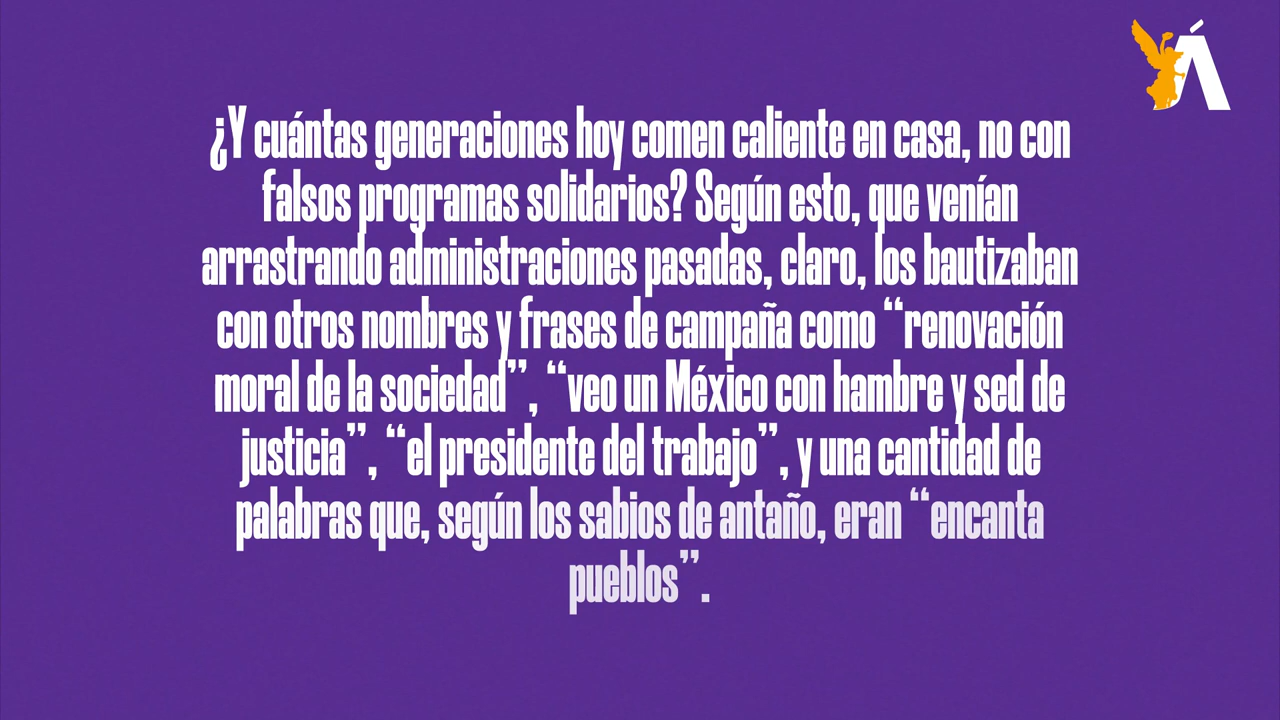 Á
¿Y cuántas generaciones hoy comen caliente en casa, no con
falsos programas solidarios? Según esto, que venían
arrastrando administraciones pasadas, claro, los bautizaban
con otros nombres y frases de campaña como “renovación
moral de la sociedad”, “veo un México con hambre y sed de
justicia”, “el presidente del trabajo”, y una cantidad de
palabras que, según los sabios de antaño, eran “encanta
pueblos”.